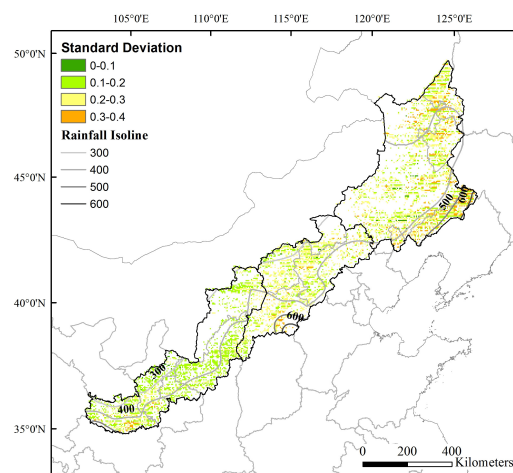 105°0'E 110°0'E 115°0'E 120°0'E 125°0'E
50°0'N
45°0'N
40°0'N
35°0'N
Standard Deviation
0-0.1
0.1-0.2
0.2-0.3
0.3-0.4
Rainfall Isoline
300
400
500
600
500
600
600
300
400
0 200 400
Kilometers